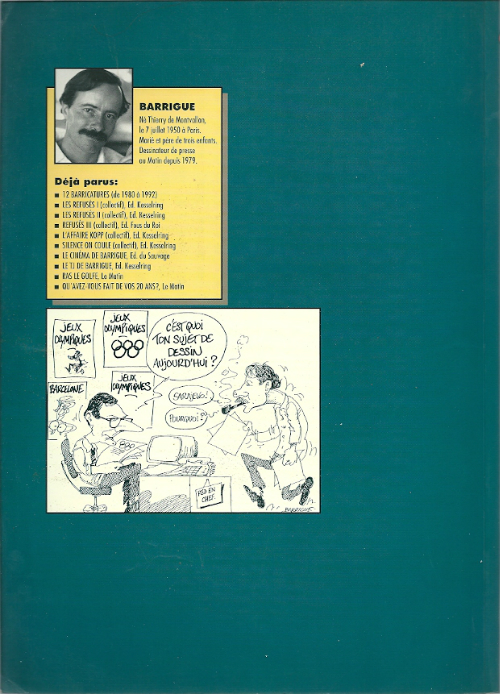 BARRIGUE
Né Thierry de Montvallon,
le 7 juillet 1950 à Paris.
Marié et père de trois enfants.
Dessinateur de presse
au Matin depuis 1979.
Déjà parus:
■ 12 BARRICATURES (de 1980 à 1992)
■ LES REFUSÉS I (collectif), Ed. Kesselring
■ LES REFUSÉS II (collectif), Ed. Kesselring
■ REFUSÉS III (collectif), Ed. Fous du Roi
■ L'AFFAIRE KOPP (collectif), Ed. Kesselring
■ SILENCE ON COULE (collectif), Ed. Kesselring
■ LE CINÉMA DE BARRIGUE, Ed. du Sauvage
■ LE TJ DE BARRIGUE, Ed. Kesselring
■ RAS LE GOLFE, Le Matin
■ QU'AVEZ-VOUS FAIT DE VOS 20 ANS?, Le Matin
JEUX
OLYMPIQUES
JEUX
OLYMPIQUES
C'EST QUOI
TON SUJET DE
DESSIN
AUJOURD'HUI ?
BARCELONE
JEUX
OLYMPIQUES
SARAJEVO!
POURQUOI ?
RED EN
CHEF
BARRIGUE